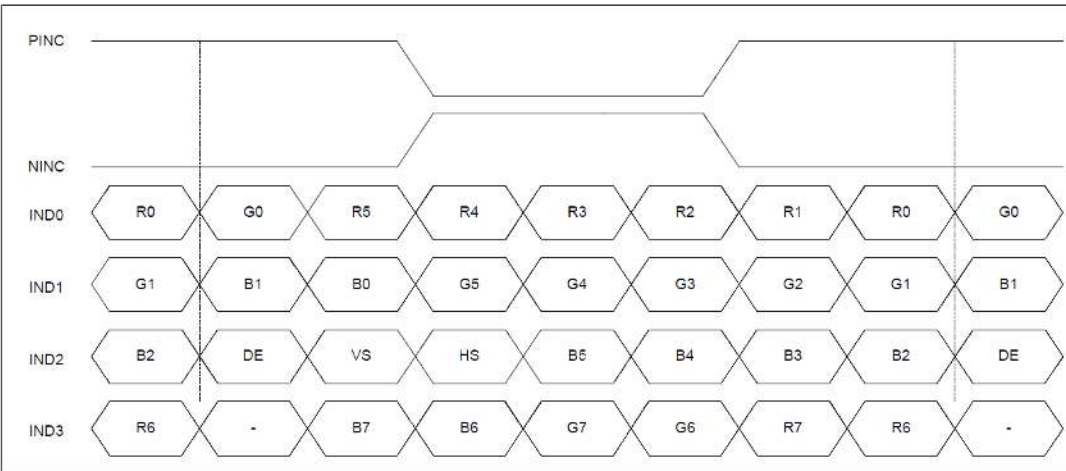 PINC
NINC
IND0 R0 G0 R5 R4 R3 R2 R1 R0 G0
IND1 G1 B1 B0 G5 G4 G3 G2 G1 B1
IND2 B2 DE VS HS B5 B4 B3 B2 DE
IND3 R6 - B7 B6 G7 G6 R7 R6 -